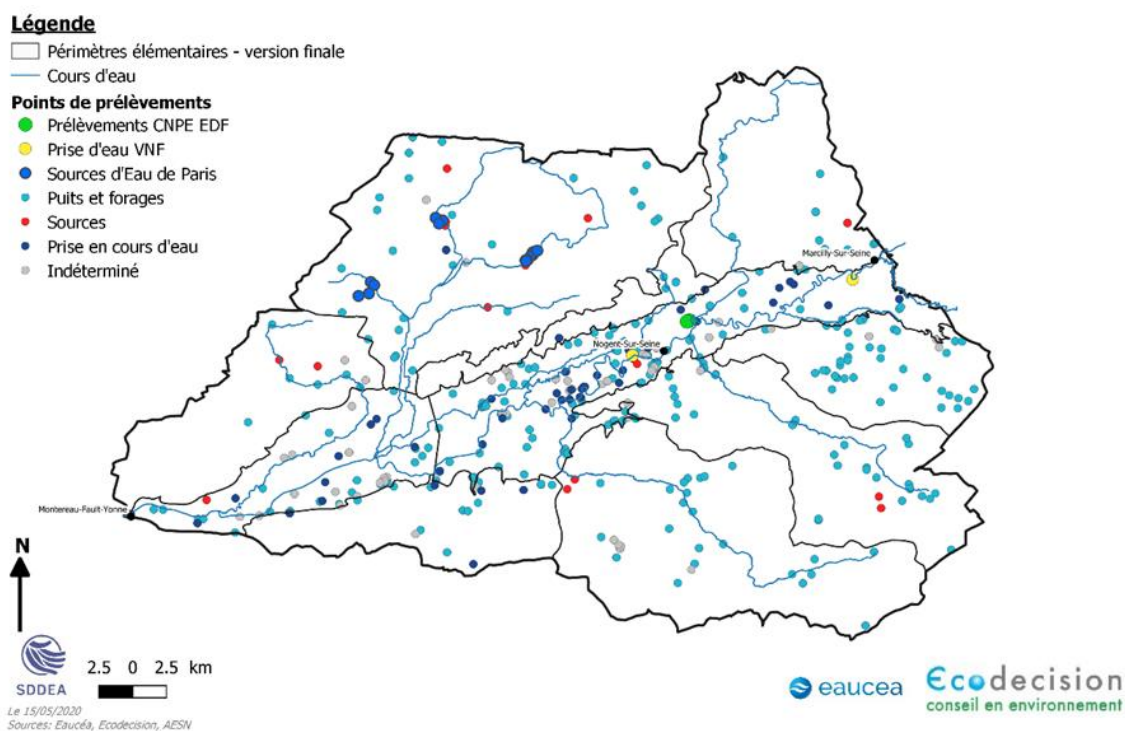 Légende
Périmètres élémentaires - version finale
Cours d'eau
Points de prélèvements
Prélèvements CNPE EDF
Prise d'eau VNF
Sources d'Eau de Paris
Puits et forages
Sources
Prise en cours d'eau
Indéterminé
Marcilly-Sur-Seine
Nogent-Sur-Seine
Montereau-Fault-Yonne
N
SDDEA
2.5 0 2.5 km
Le 15/05/2020
Sources: Eaucéa, Ecodecision, AESN
eaucea
Ecodecision
conseil en environnement